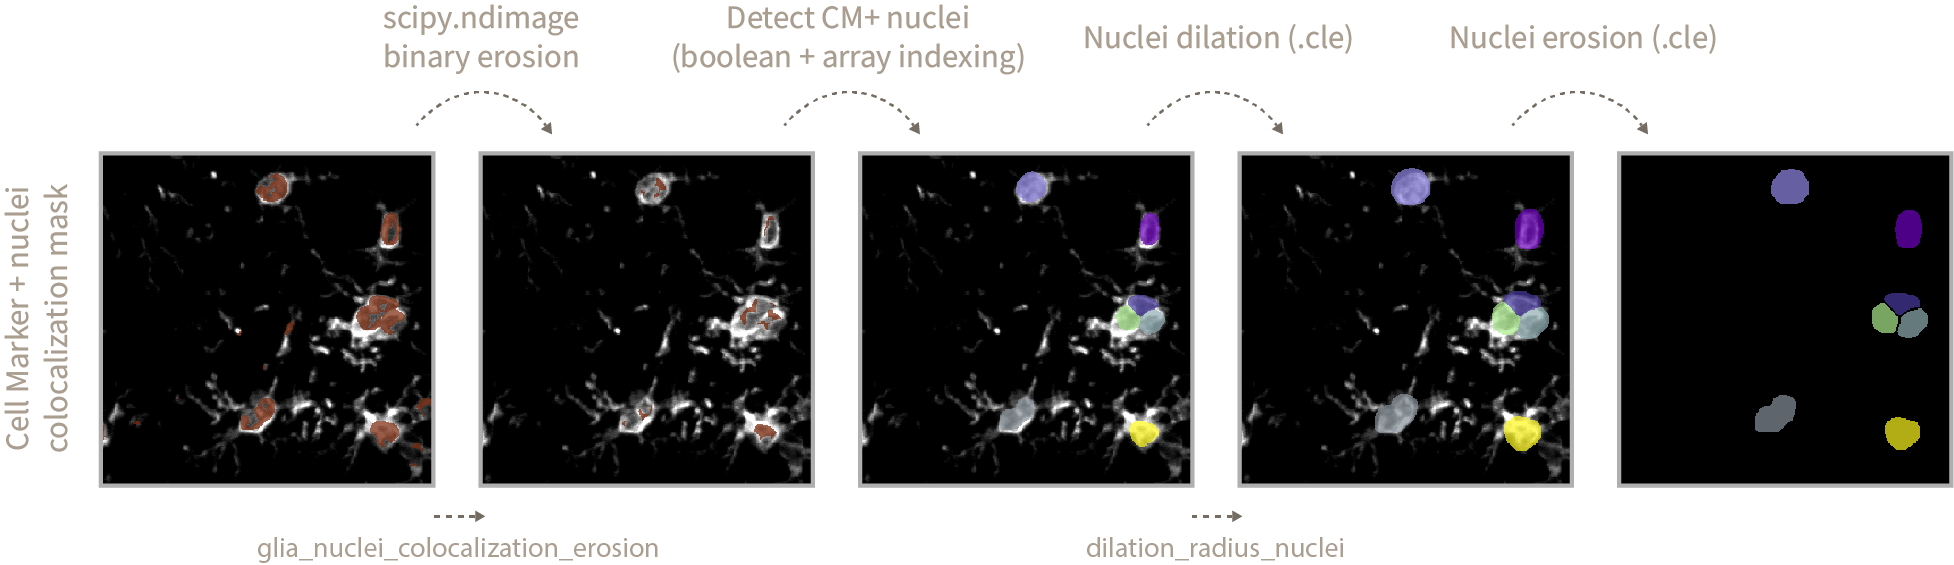 scipy.ndimage
binary erosion
Detect CM+ nuclei
(boolean + array indexing)
Nuclei dilation (.cle)
Nuclei erosion (.cle)
Cell Marker + nuclei
colocalization mask
glia_nuclei_colocalization_erosion
dilation_radius_nuclei